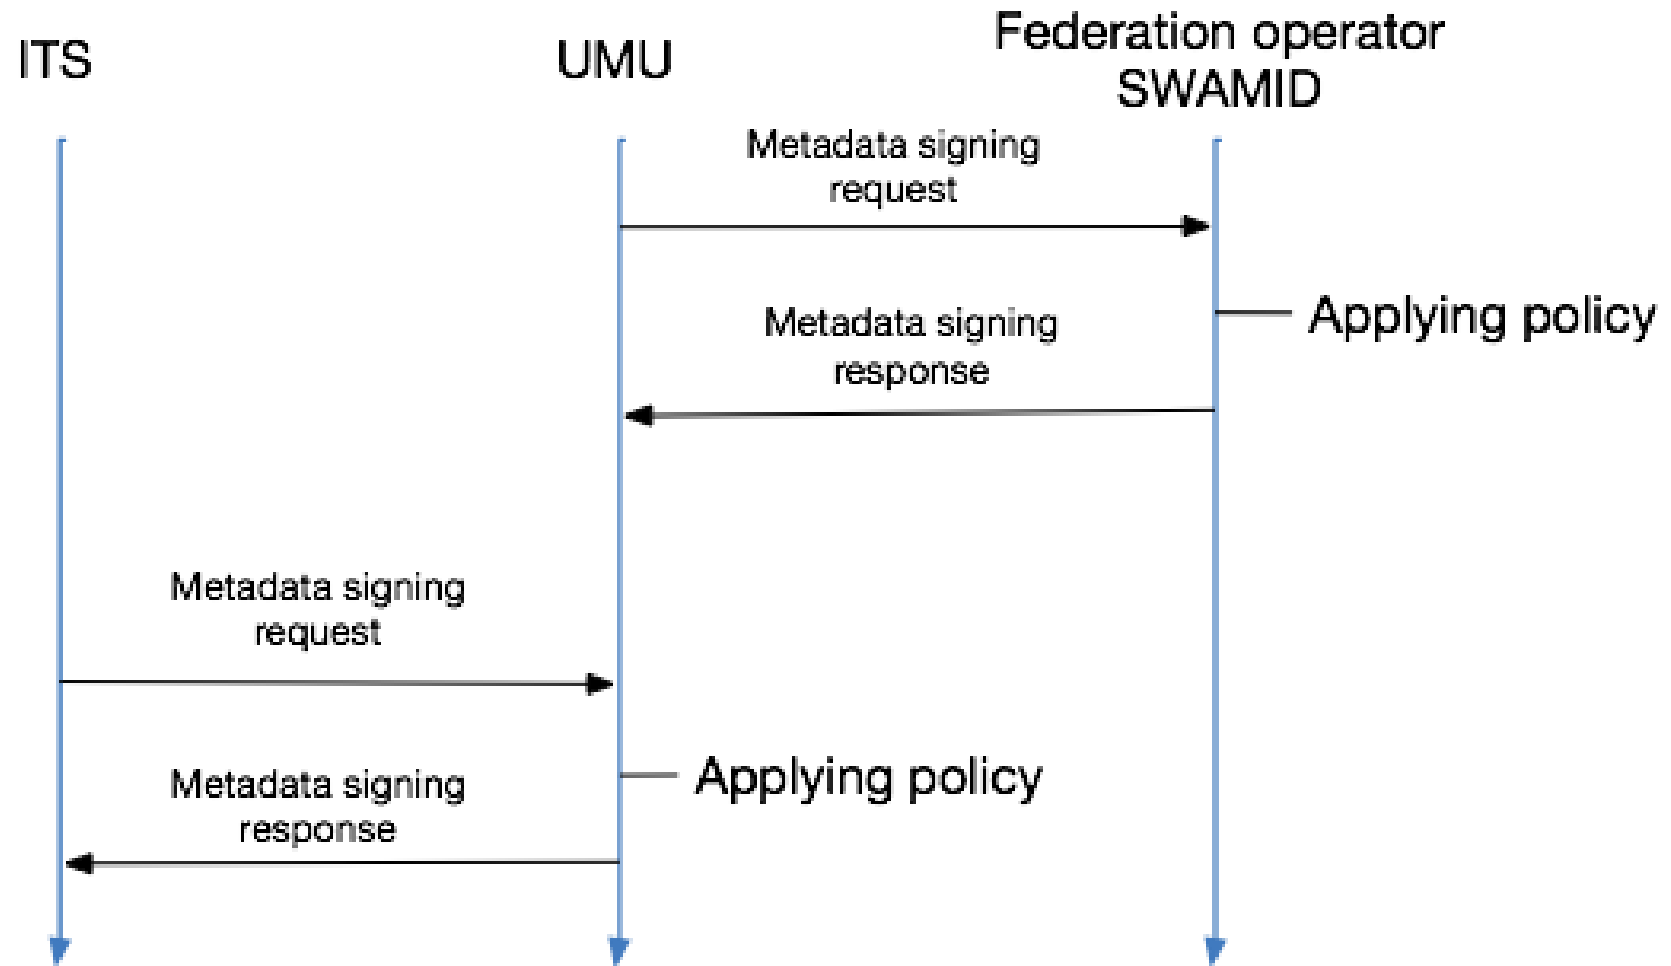 ITS
UMU
Federation operator
SWAMID
Metadata signing
request
Applying policy
Metadata signing
response
Metadata signing
request
Applying policy
Metadata signing
response